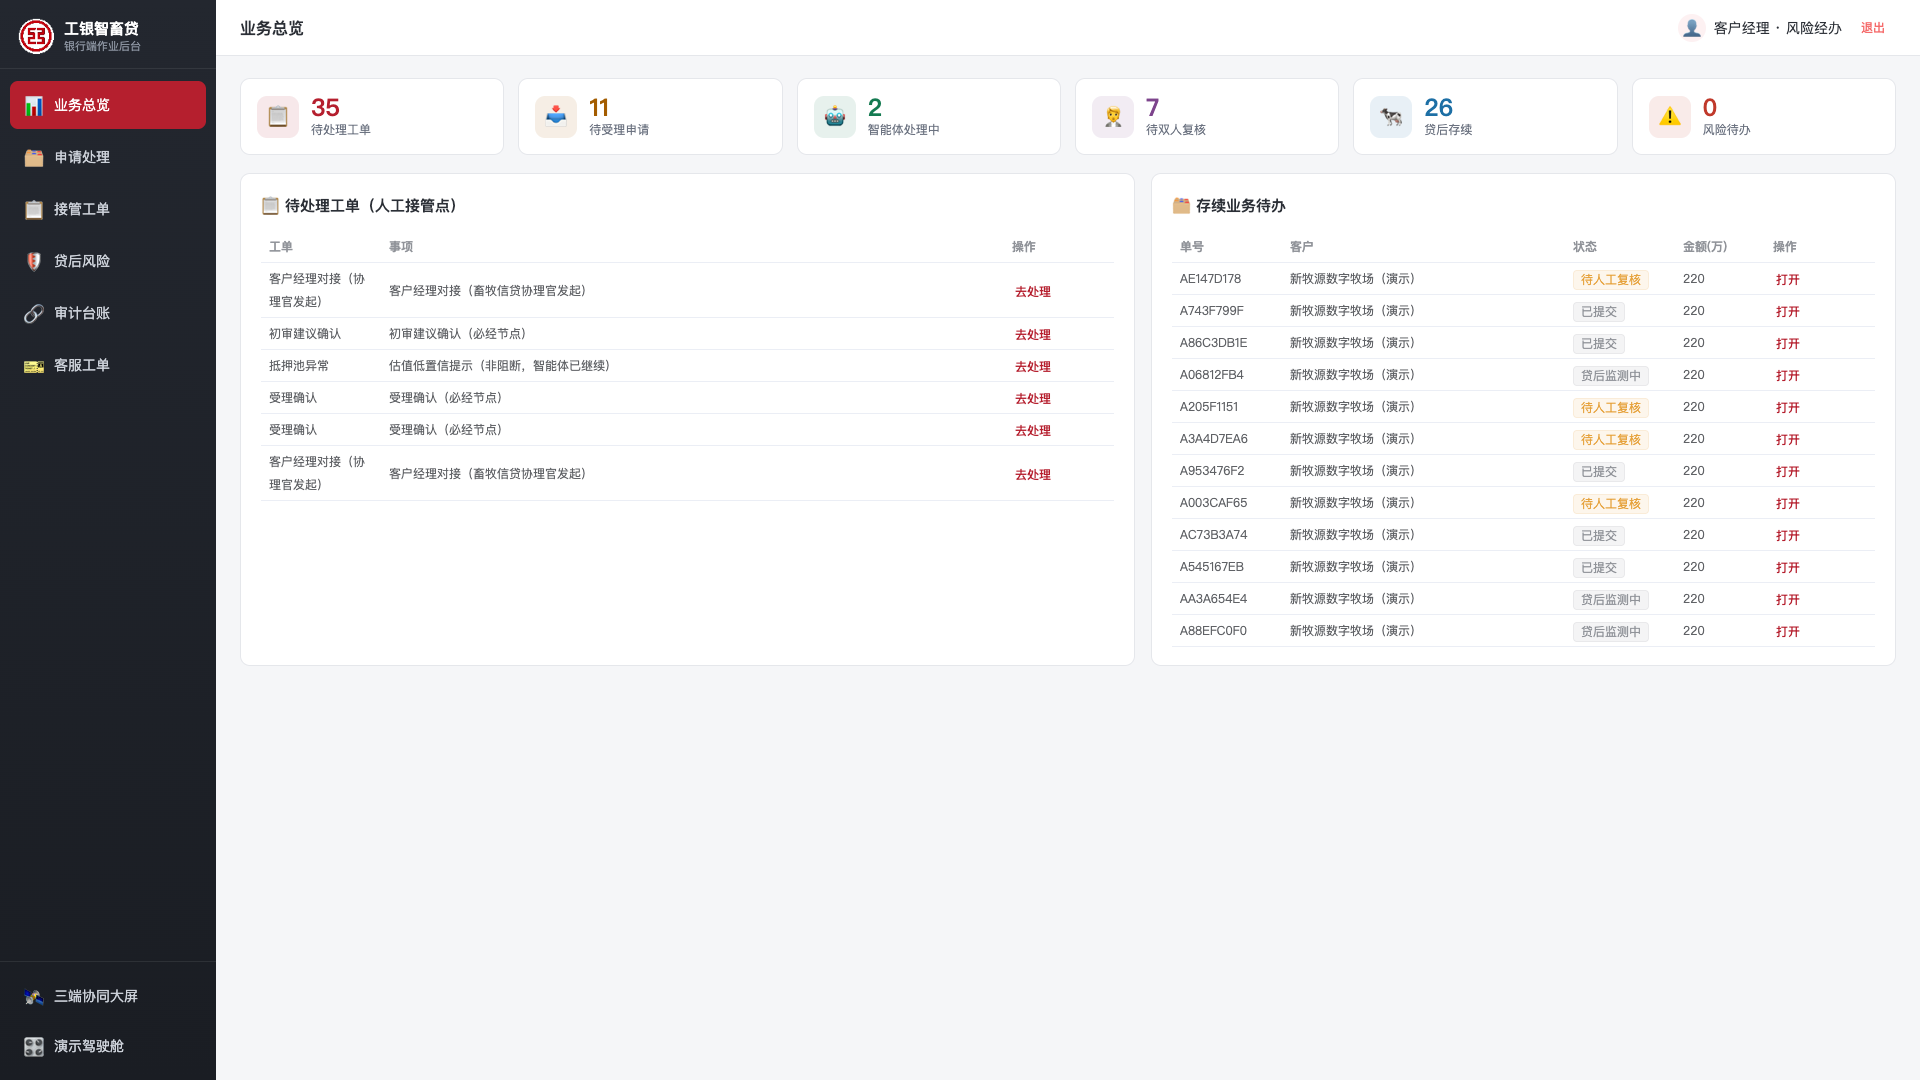 工银智畜贷
银行端作业后台
业务总览
申请处理
接管工单
贷后风险
审计台账
客服工单
三端协同大屏
演示驾驶舱
业务总览
客户经理 · 风险经办 退出
35
待处理工单
11
待受理申请
2
智能体处理中
7
待双人复核
26
贷后存续
0
风险待办
待处理工单（人工接管点）
工单 事项 操作
客户经理对接（协理官发起） 客户经理对接（畜牧信贷协理官发起） 去处理
初审建议确认 初审建议确认（必经节点） 去处理
抵押池异常 估值低置信提示（非阻断，智能体已继续） 去处理
受理确认 受理确认（必经节点） 去处理
受理确认 受理确认（必经节点） 去处理
客户经理对接（协理官发起） 客户经理对接（畜牧信贷协理官发起） 去处理
存续业务待办
单号 客户 状态 金额(万) 操作
AE147D178 新牧源数字牧场（演示） 待人工复核 220 打开
A743F799F 新牧源数字牧场（演示） 已提交 220 打开
A86C3DB1E 新牧源数字牧场（演示） 已提交 220 打开
A06812FB4 新牧源数字牧场（演示） 贷后监测中 220 打开
A205F1151 新牧源数字牧场（演示） 待人工复核 220 打开
A3A4D7EA6 新牧源数字牧场（演示） 待人工复核 220 打开
A953476F2 新牧源数字牧场（演示） 已提交 220 打开
A003CAF65 新牧源数字牧场（演示） 待人工复核 220 打开
AC73B3A74 新牧源数字牧场（演示） 已提交 220 打开
A545167EB 新牧源数字牧场（演示） 已提交 220 打开
AA3A654E4 新牧源数字牧场（演示） 贷后监测中 220 打开
A88EFC0F0 新牧源数字牧场（演示） 贷后监测中 220 打开